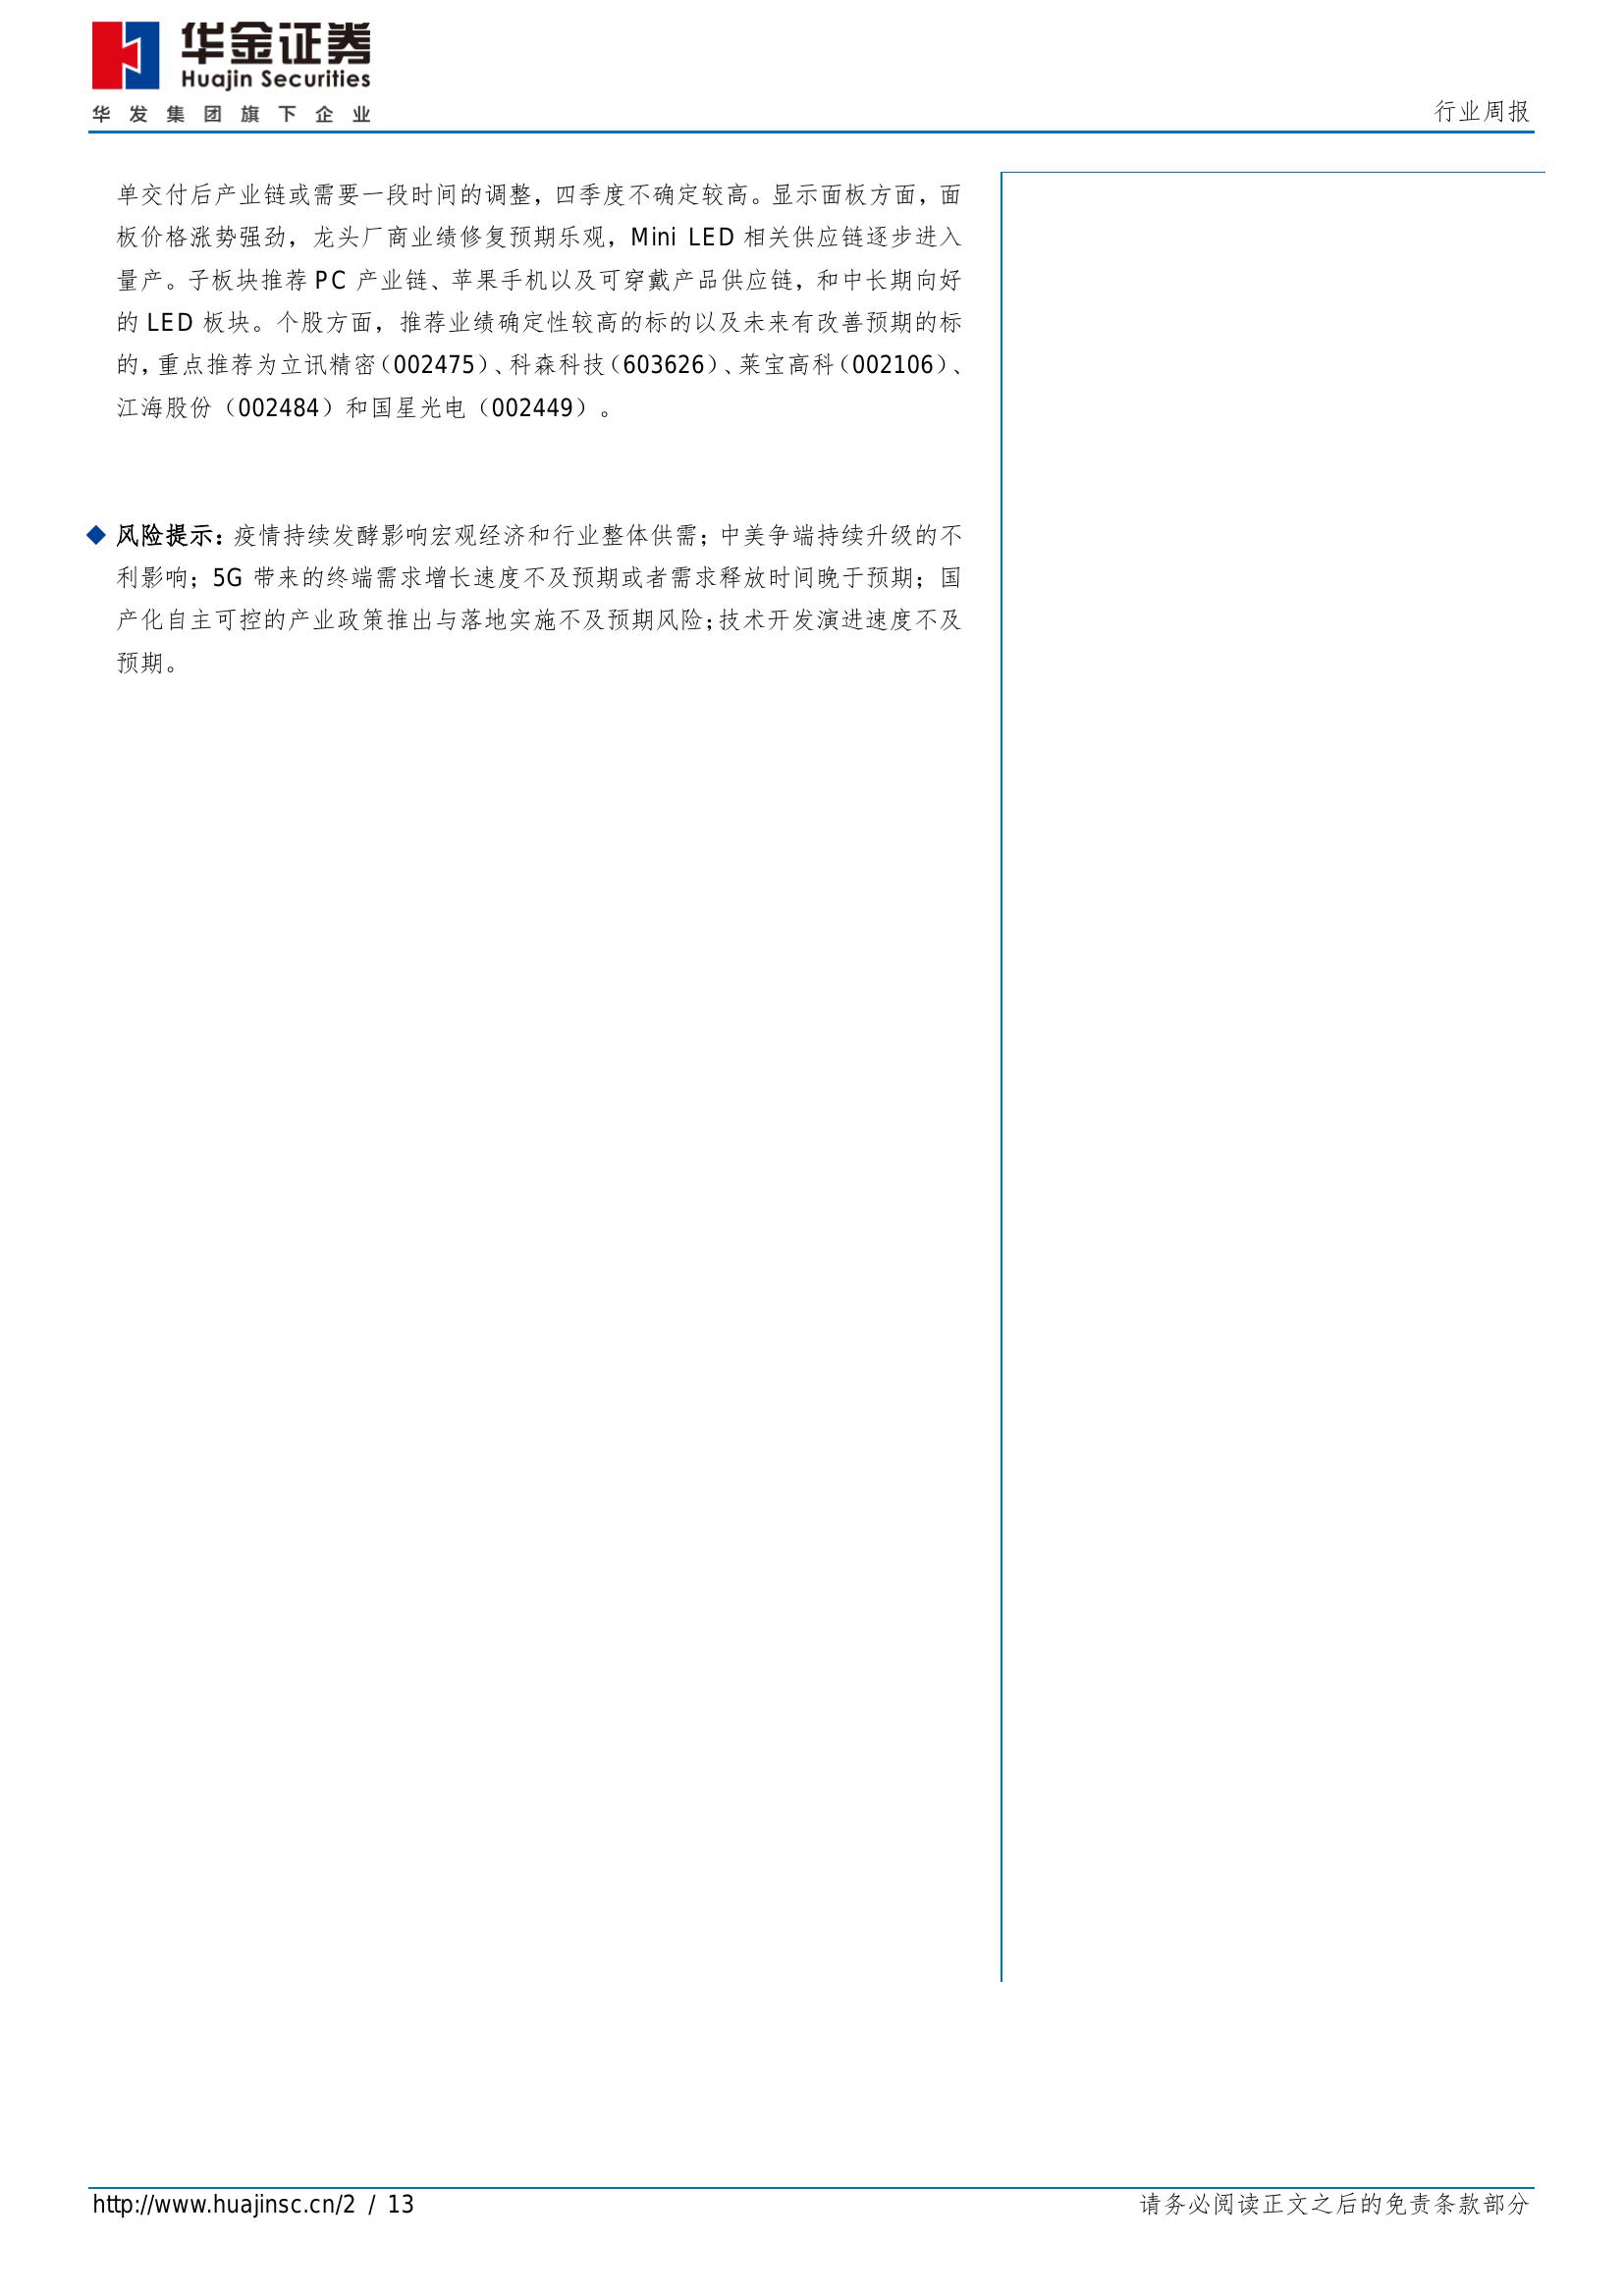 华金证券
Huajin Securities
华发集团旗下企业
行业周报
单交付后产业链或需要一段时间的调整，四季度不确定较高。显示面板方面，面
板价格涨势强劲，龙头厂商业绩修复预期乐观，Mini LED 相关供应链逐步进入
量产。子板块推荐 PC 产业链、苹果手机以及可穿戴产品供应链，和中长期向好
的 LED 板块。个股方面，推荐业绩确定性较高的标的以及未来有改善预期的标
的，重点推荐为立讯精密（002475）、科森科技（603626）、莱宝高科（002106）、
江海股份（002484）和国星光电（002449）。
◆ 风险提示：疫情持续发酵影响宏观经济和行业整体供需；中美争端持续升级的不
利影响；5G 带来的终端需求增长速度不及预期或者需求释放时间晚于预期；国
产化自主可控的产业政策推出与落地实施不及预期风险；技术开发演进速度不及
预期。
http://www.huajinsc.cn/2 / 13
请务必阅读正文之后的免责条款部分